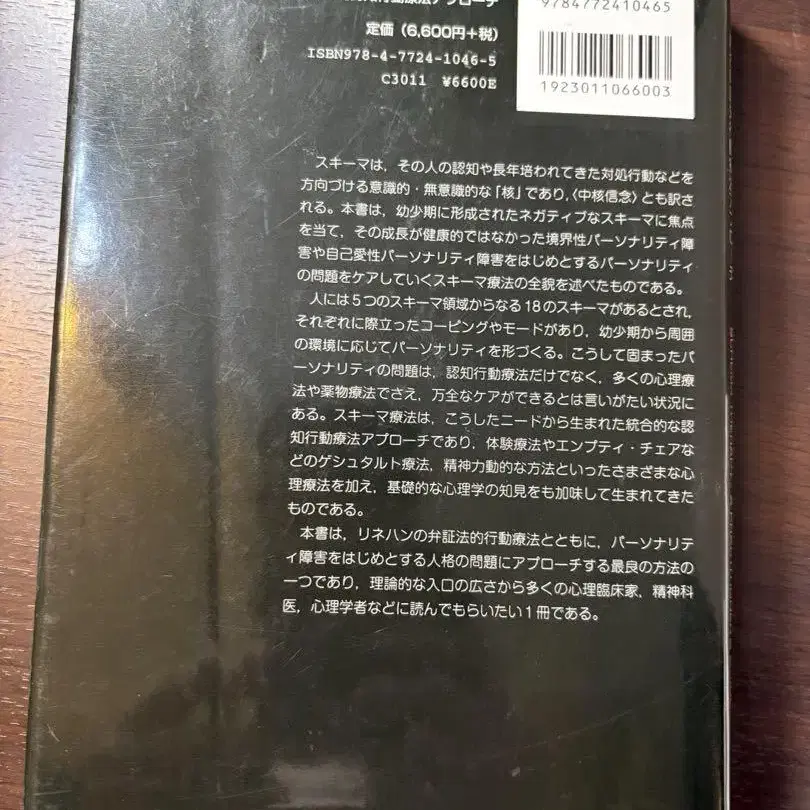 行動療法アプローチ
定価（6,600円＋税）
ISBN978-4-7724-1046-5
C3011 ¥6600E
9784772410465
1923011066003
スキーマは，その人の認知や長年培われてきた対処行動などを
方向づける意識的・無意識的な「核」であり，〈中核信念〉とも訳さ
れる。本書は，幼少期に形成されたネガティブなスキーマに焦点
を当て，その成長が健康的ではなかった境界性パーソナリティ障
害や自己愛性パーソナリティ障害をはじめとするパーソナリティ
の問題をケアしていくスキーマ療法の全貌を述べたものである。
人には５つのスキーマ領域からなる18のスキーマがあるとされ，
それぞれに際立ったコーピングやモードがあり，幼少期から周囲
の環境に応じてパーソナリティを形づくる。こうして固まったパ
ーソナリティの問題は，認知行動療法だけでなく，多くの心理療
法や薬物療法でさえ，万全なケアができるとは言いがたい状況に
ある。スキーマ療法は，こうしたニードから生まれた統合的な認
知行動療法アプローチであり，体験療法やエンプティ・チェアな
どのゲシュタルト療法，精神力動的な方法といったさまざまな心
理療法を加え，基礎的な心理学の知見をも加味して生まれてきた
ものである。
本書は，リネハンの弁証法的行動療法とともに，パーソナリテ
ィ障害をはじめとする人格の問題にアプローチする最良の方法の
一つであり，理論的な入口の広さから多くの心理臨床家，精神科
医，心理学者などに読んでもらいたい１冊である。